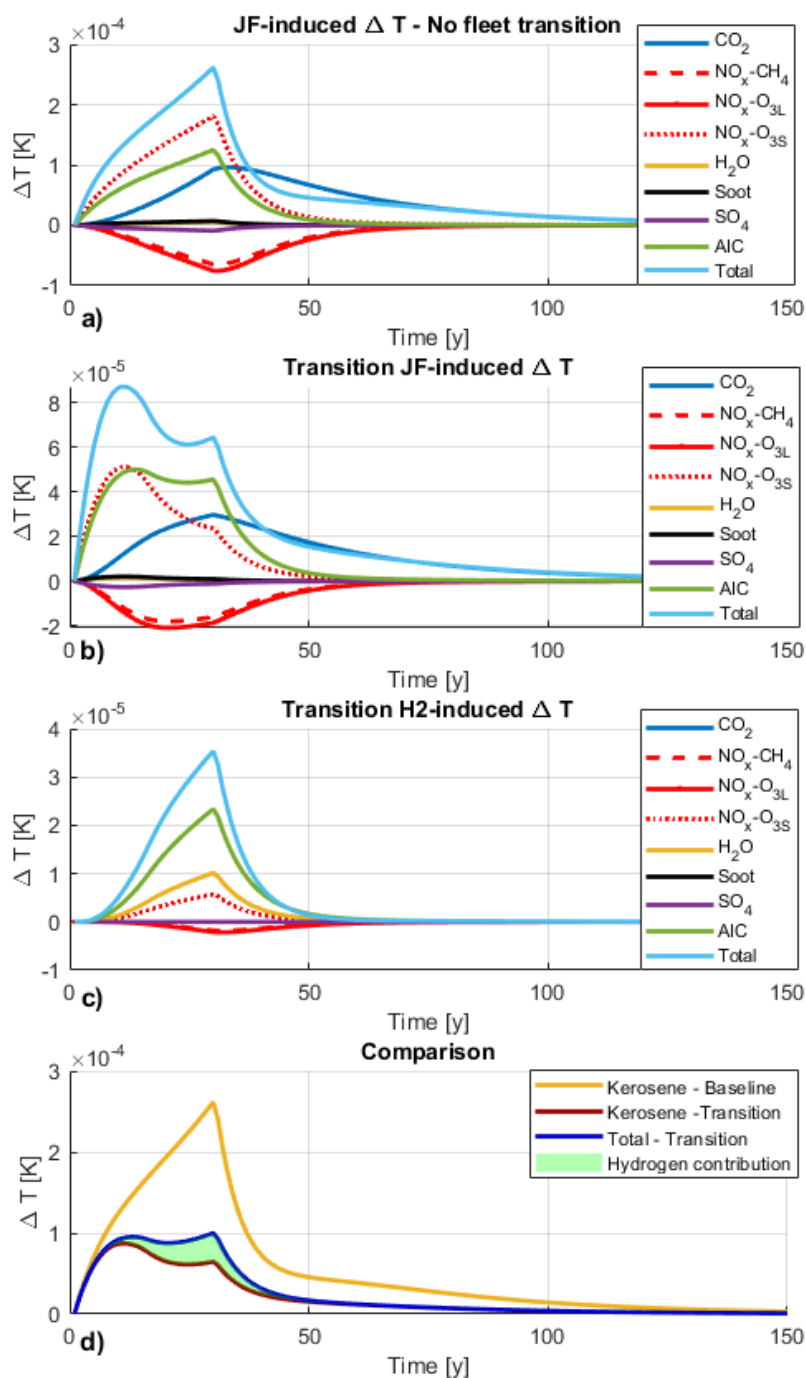 JF-induced Δ T - No fleet transition
×10⁻⁴
3
2
1
0
-1
Δ T [K]
CO₂
NOₓ-CH₄
NOₓ-O₃L
NOₓ-O₃S
H₂O
Soot
SO₄
AIC
Total
0 50 100 150
a)
Time [y]
Transition JF-induced Δ T
×10⁻⁵
8
6
4
2
0
-2
Δ T [K]
CO₂
NOₓ-CH₄
NOₓ-O₃L
NOₓ-O₃S
H₂O
Soot
SO₄
AIC
Total
0 50 100 150
b)
Time [y]
Transition H2-induced Δ T
×10⁻⁵
4
3
2
1
0
-1
Δ T [K]
CO₂
NOₓ-CH₄
NOₓ-O₃L
NOₓ-O₃S
H₂O
Soot
SO₄
AIC
Total
0 50 100 150
c)
Time [y]
Comparison
×10⁻⁴
3
2
1
0
Δ T [K]
Kerosene - Baseline
Kerosene -Transition
Total - Transition
Hydrogen contribution
0 50 100 150
d)
Time [y]